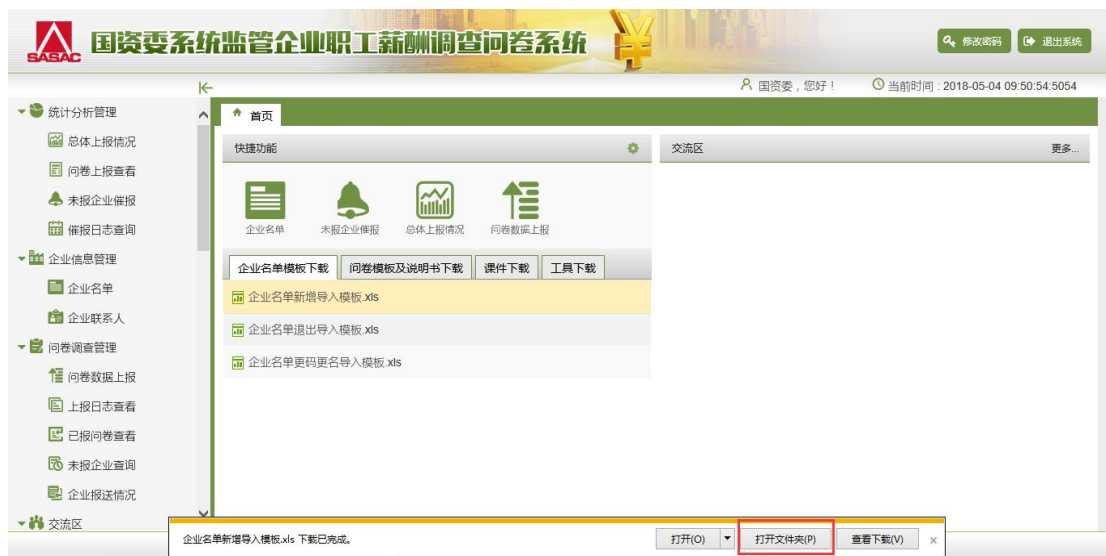 SASAC
国资委系统监管企业职工薪酬调查问卷系统
修改密码
退出系统
国资委，您好！
当前时间：2018-05-04 09:50:54:5054
统计分析管理
总体上报情况
问卷上报查看
未报企业催报
催报日志查询
企业信息管理
企业名单
企业联系人
问卷调查管理
问卷数据上报
上报日志查看
已报问卷查看
未报企业查询
企业报送情况
交流区
首页
快捷功能
企业名单
未报企业催报
总体上报情况
问卷数据上报
企业名单模板下载
问卷模板及说明书下载
课件下载
工具下载
企业名单新增导入模板.xls
企业名单退出导入模板.xls
企业名单更码更名导入模板.xls
交流区
更多...
企业名单新增导入模板.xls 下载已完成。
打开(O)
打开文件夹(P)
查看下载(V)
×